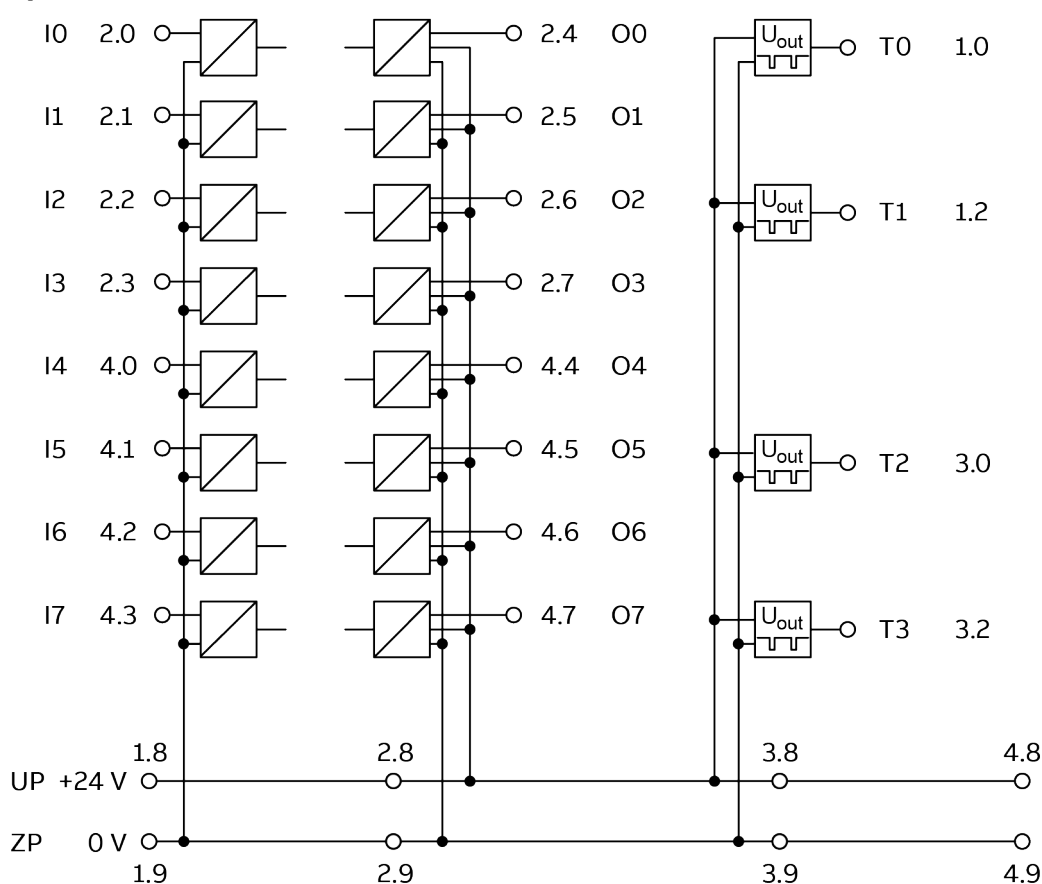 I0 2.0 2.4 O0 Uout T0 1.0
I1 2.1 2.5 O1
I2 2.2 2.6 O2 Uout T1 1.2
I3 2.3 2.7 O3
I4 4.0 4.4 O4
I5 4.1 4.5 O5 Uout T2 3.0
I6 4.2 4.6 O6
I7 4.3 4.7 O7 Uout T3 3.2
1.8 2.8 3.8 4.8
UP +24 V
ZP 0 V
1.9 2.9 3.9 4.9